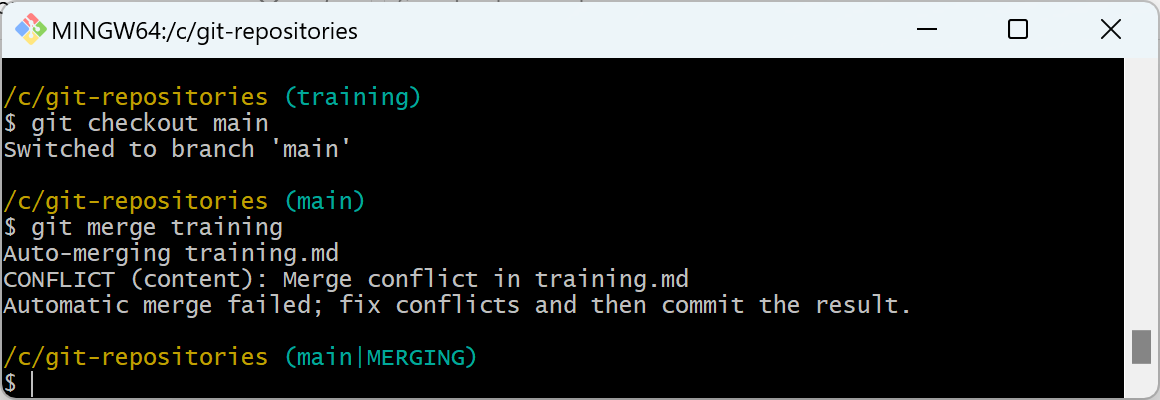 MINGW64:/c/git-repositories
/c/git-repositories (training)
$ git checkout main
Switched to branch 'main'
/c/git-repositories (main)
$ git merge training
Auto-merging training.md
CONFLICT (content): Merge conflict in training.md
Automatic merge failed; fix conflicts and then commit the result.
/c/git-repositories (main|MERGING)
$